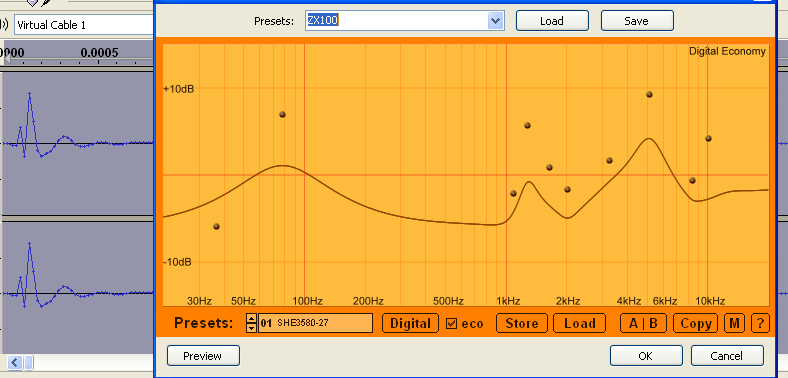 Presets: ZX100 Load Save
Virtual Cable 1
0.0005
Digital Economy
+10dB
-10dB
30Hz 50Hz 100Hz 200Hz 500Hz 1kHz 2kHz 4kHz 6kHz 10kHz
Presets: 01 SHE3580-27 Digital eco Store Load A | B Copy M ?
Preview OK Cancel